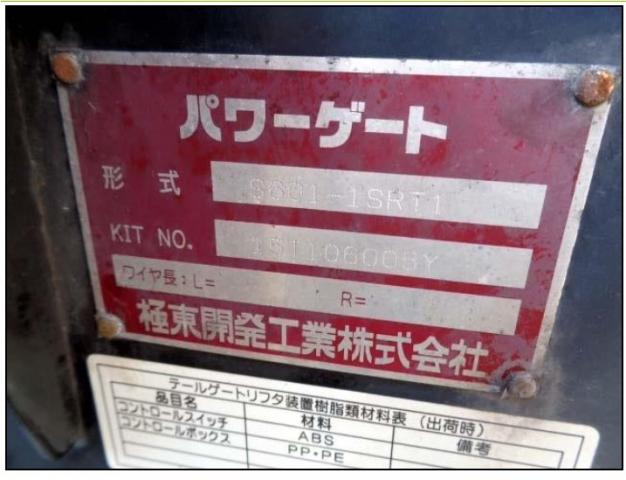 パワーゲート
形式 SG01-1SRT1
KIT NO.
ワイヤ長:L= R=
極東開発工業株式会社
テールゲートリフタ装置樹脂類材料表 (出荷時)
品目名 材料 備考
コントロールスイッチ ABS
コントロールボックス PP・PE